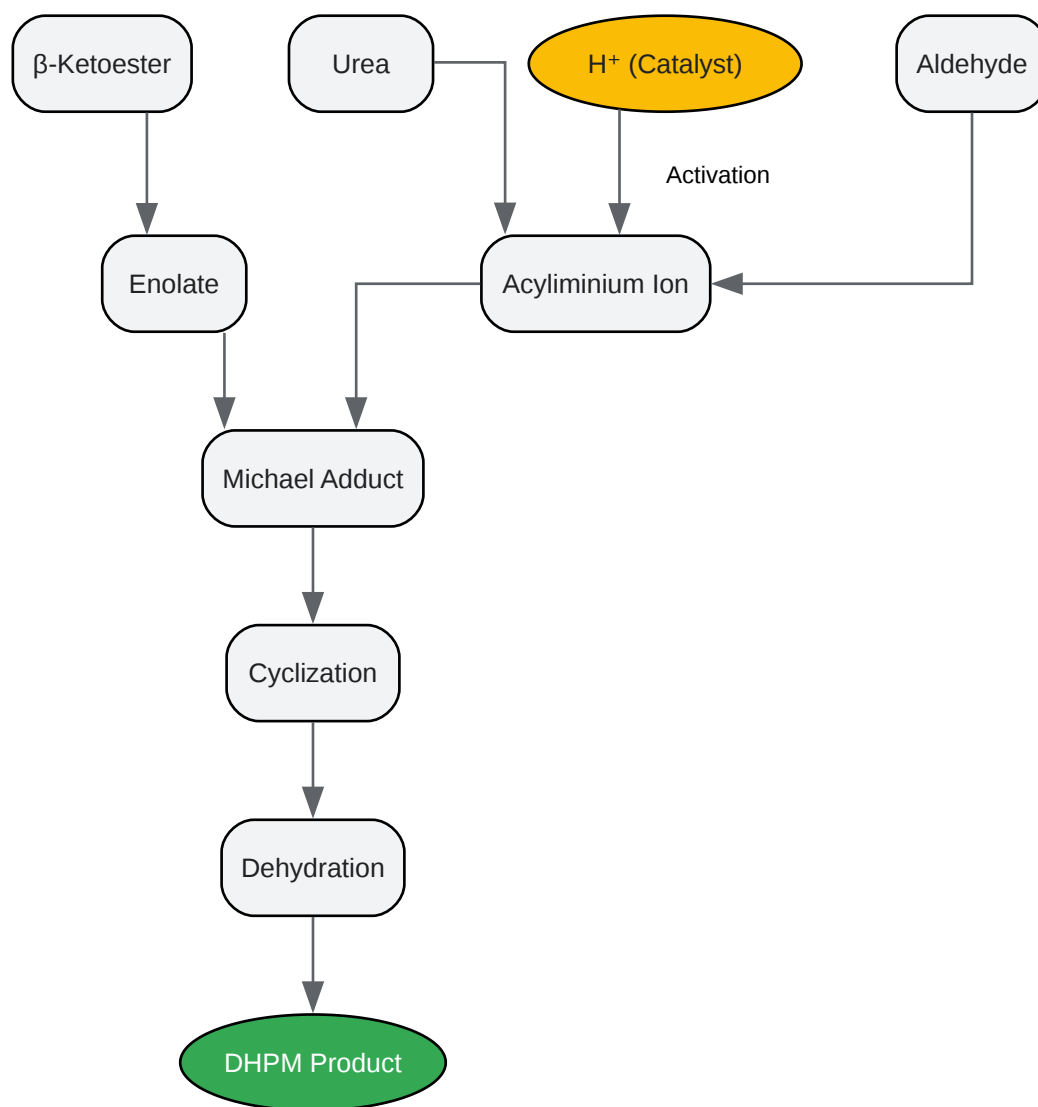 β-Ketoester
Urea
H⁺ (Catalyst)
Aldehyde
Activation
Enolate
Acyliminium Ion
Michael Adduct
Cyclization
Dehydration
DHPM Product